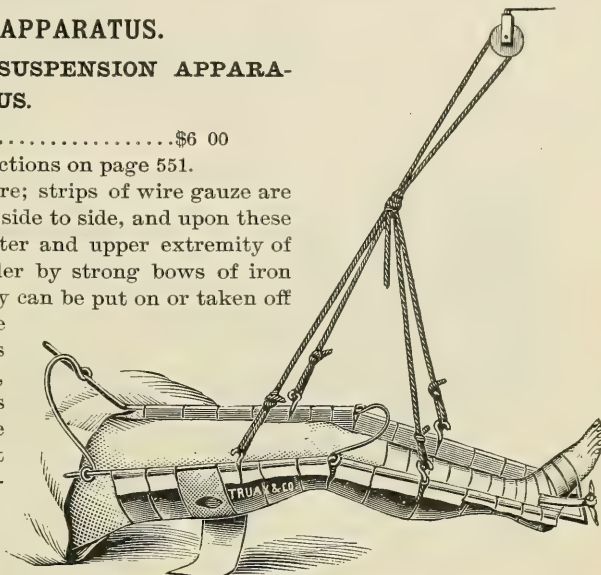 APPARATUS.
SUSPENSION APPARA-
US.
..................$6 00
ctions on page 551.
re; strips of wire gauze are
side to side, and upon these
ter and upper extremity of
ler by strong bows of iron
y can be put on or taken off
e
s
,
s
e
t
-
TRUAX & CO